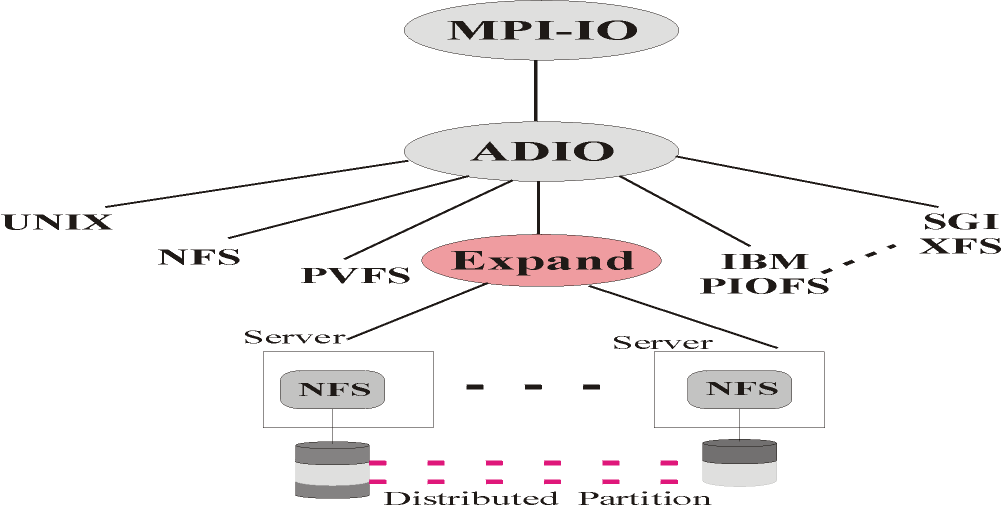 MPI-IO
ADIO
UNIX
NFS
PVFS
Expand
IBM
PIOFS
SGI
XFS
Server
Server
NFS
NFS
Distributed Partition